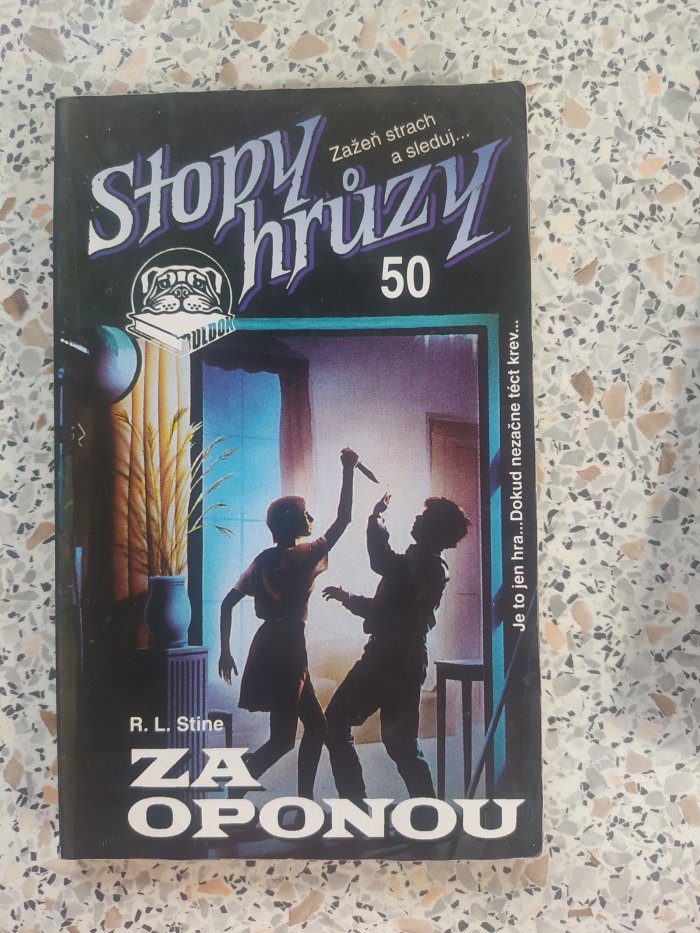 Stopy
hrůzy
Zažeň strach
a sleduj...
50
BULDOK
Je to jen hra...Dokud nezačne téct krev...
R. L. Stine
ZA
OPONOU